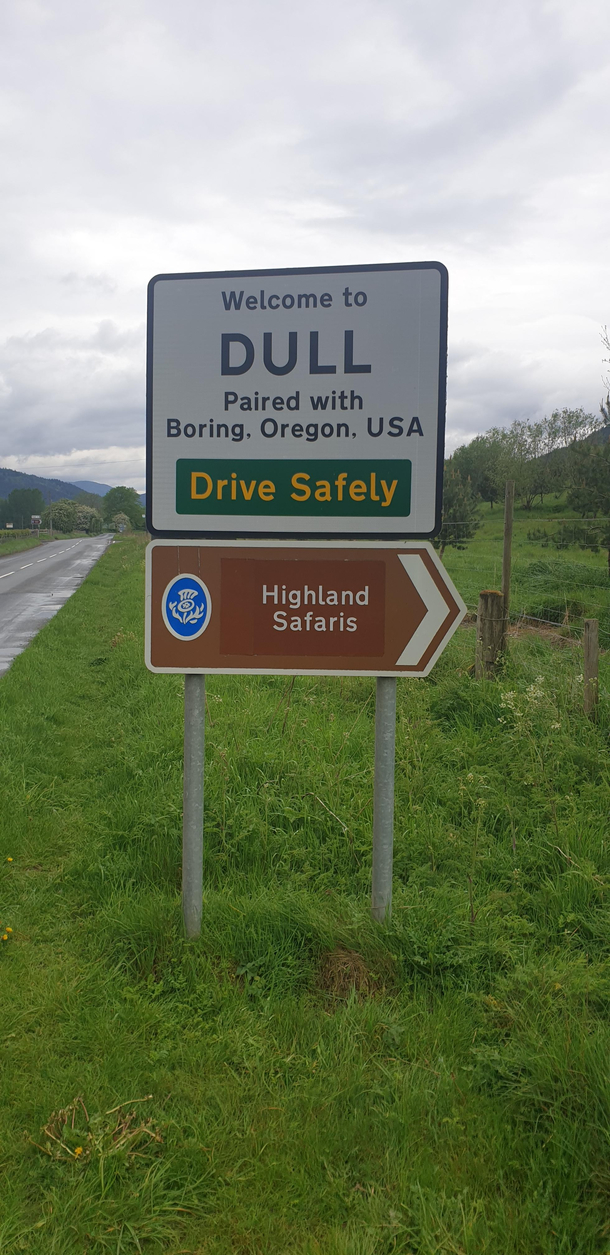 Welcome to
DULL
Paired with
Boring, Oregon, USA
Drive Safely
Highland
Safaris